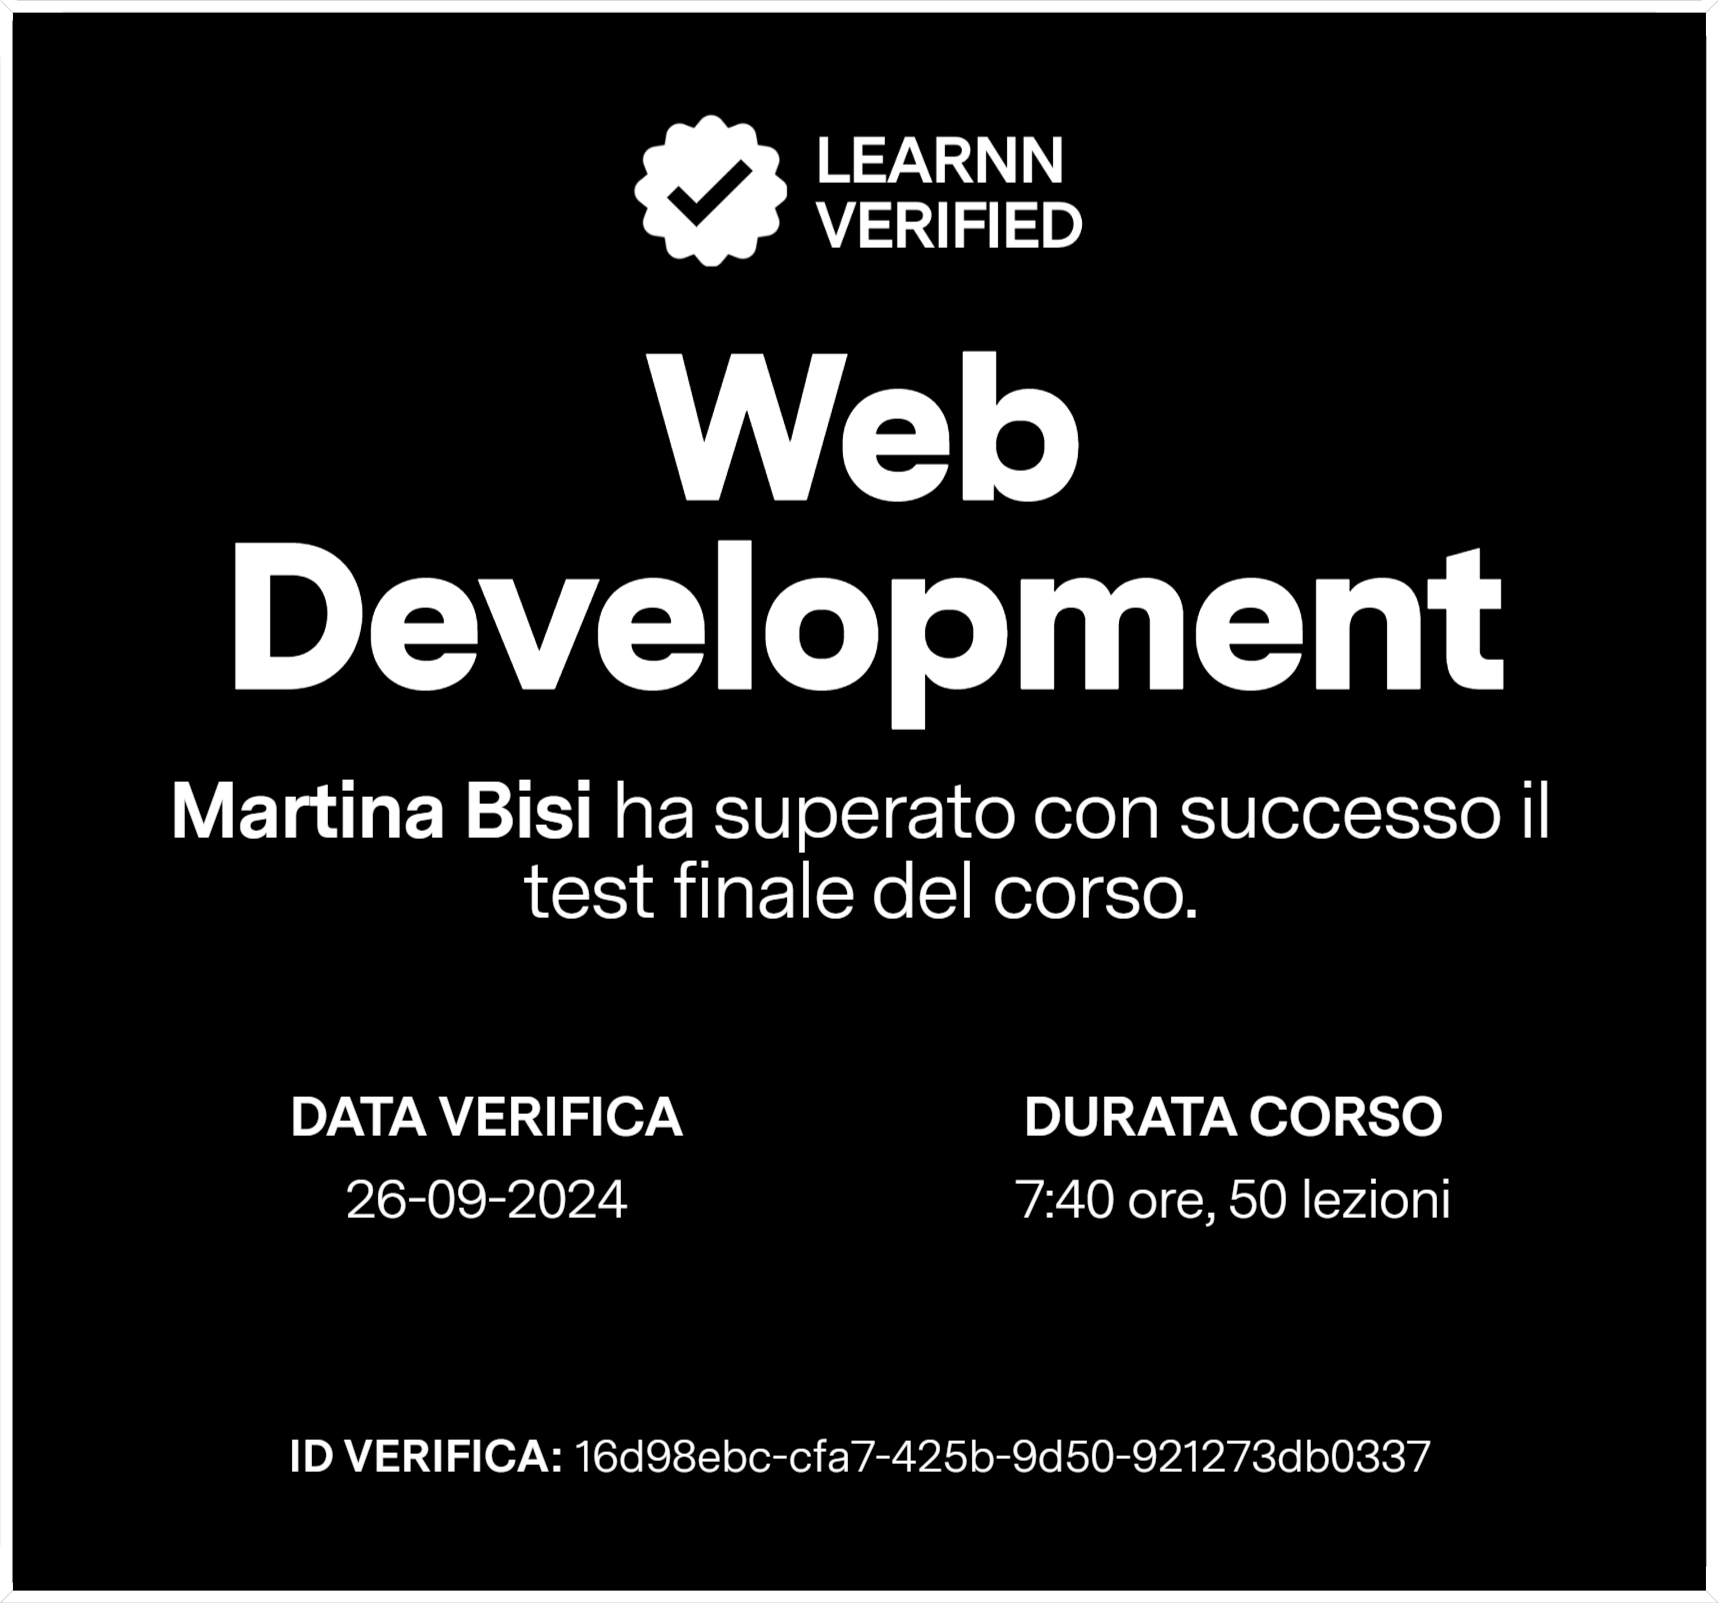 LEARNN
VERIFIED
Web
Development
Martina Bisi ha superato con successo il
test finale del corso.
DATA VERIFICA
26-09-2024
DURATA CORSO
7:40 ore, 50 lezioni
ID VERIFICA: 16d98ebc-cfa7-425b-9d50-921273db0337